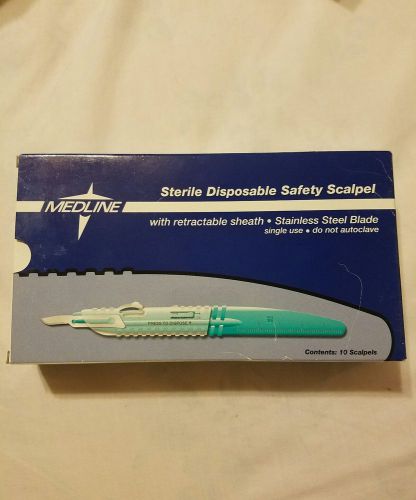 MEDLINE
Sterile Disposable Safety Scalpel
with retractable sheath • Stainless Steel Blade
single use • do not autoclave
PRESS TO DISPOSE
Contents: 10 Scalpels